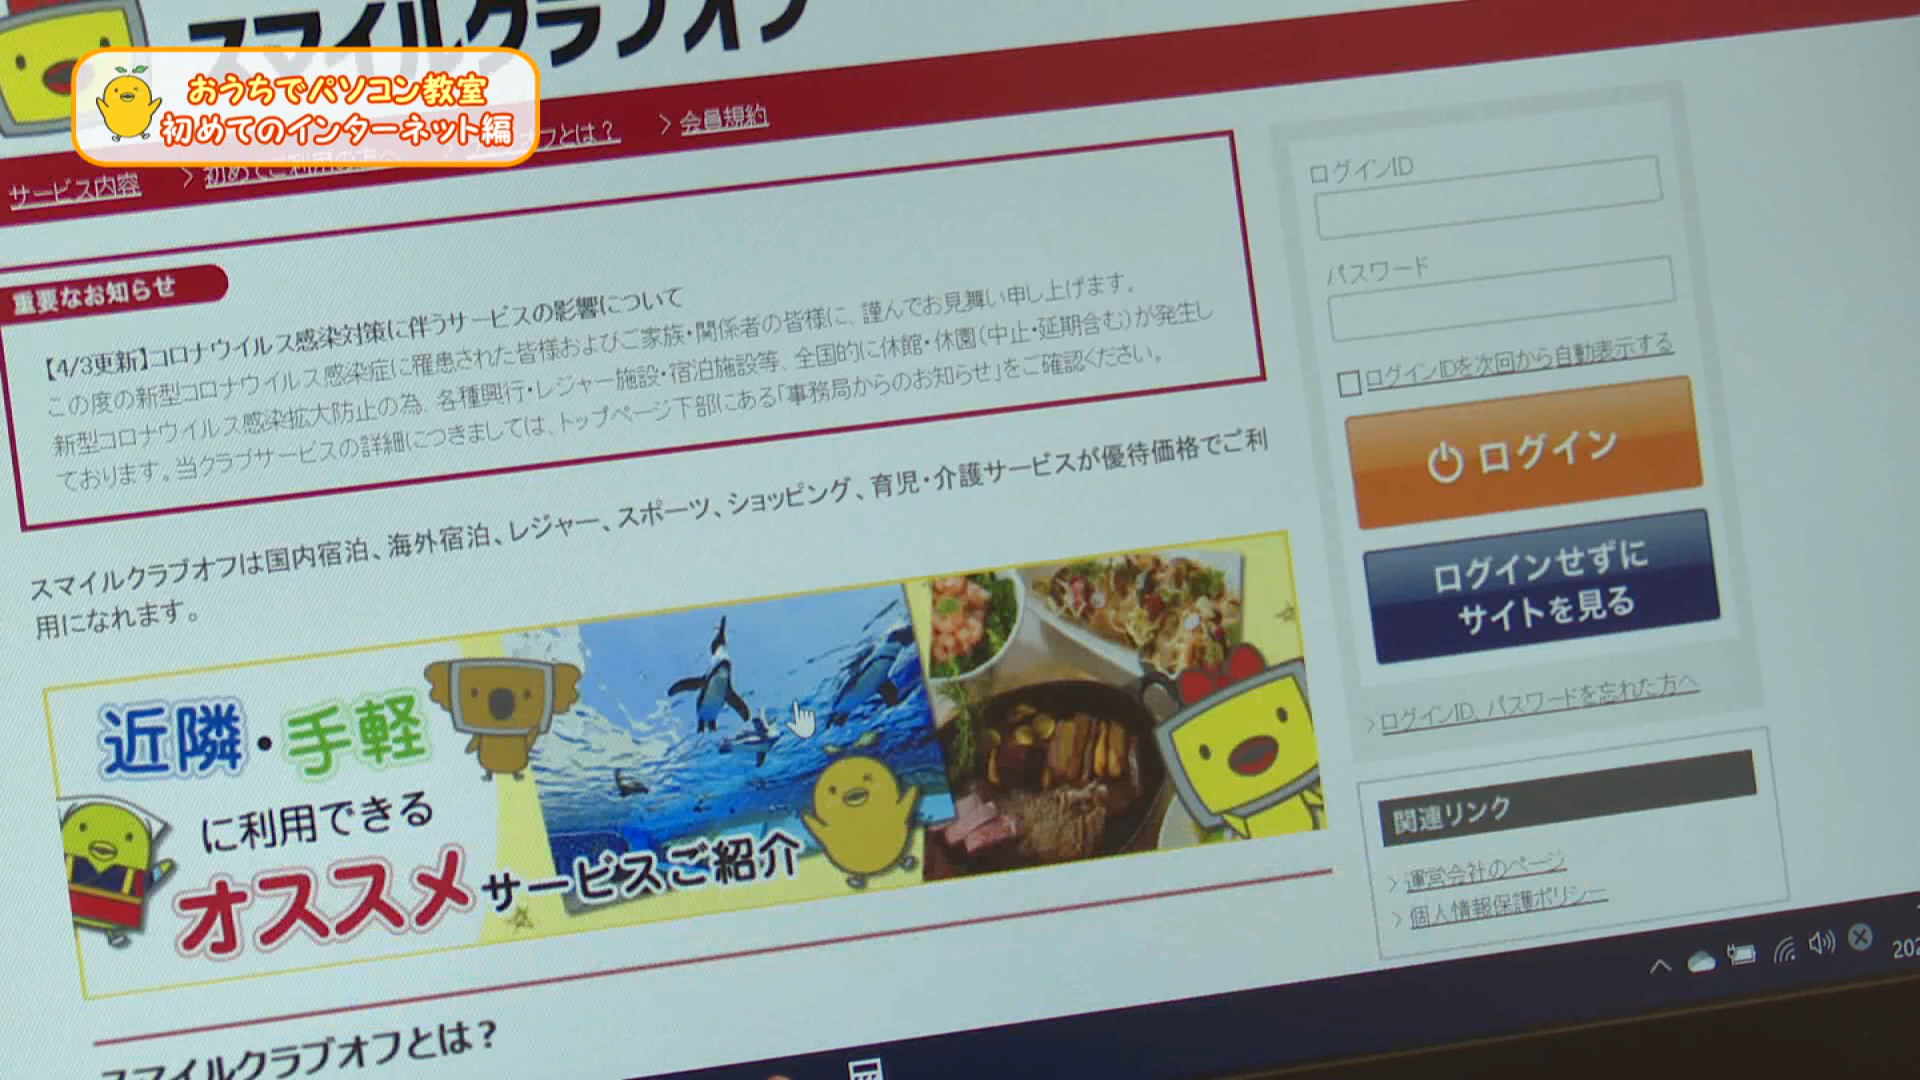 スマイルクラブオフ
おうちでパソコン教室
初めてのインターネット編
サービス内容
初めてご利用の方へ
オフとは?
会員規約
重要なお知らせ
【4/3更新】コロナウイルス感染対策に伴うサービスの影響について
この度の新型コロナウイルス感染症に罹患された皆様およびご家族・関係者の皆様に、謹んでお見舞い申し上げます。
新型コロナウイルス感染拡大防止の為、各種興行・レジャー施設・宿泊施設等、全国的に休館・休園(中止・延期含む)が発生し
ております。当クラブサービスの詳細につきましては、トップページ下部にある「事務局からのお知らせ」をご確認ください。
スマイルクラブオフは国内宿泊、海外宿泊、レジャー、スポーツ、ショッピング、育児・介護サービスが優待価格でご利
用になれます。
近隣・手軽
に利用できる
オススメサービスご紹介
スマイルクラブオフとは?
ログインID
パスワード
ログインIDを次回から自動表示する
ログイン
ログインせずに
サイトを見る
ログインID、パスワードを忘れた方へ
関連リンク
運営会社のページ
個人情報保護ポリシー
202